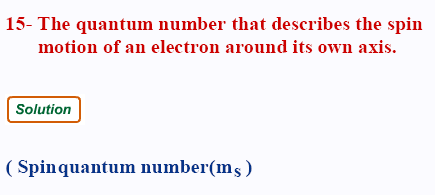 15- The quantum number that describes the spin
motion of an electron around its own axis.
Solution
( Spinquantum number(ms )